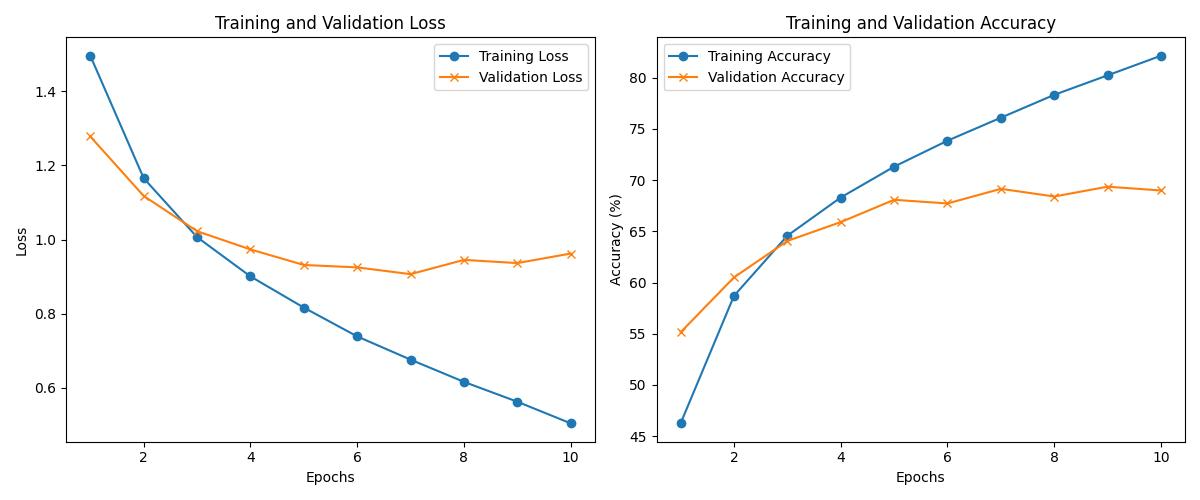 Training and Validation Loss
Training Loss
Validation Loss
1.4
1.2
1.0
0.8
0.6
Loss
2 4 6 8 10
Epochs
Training and Validation Accuracy
Training Accuracy
Validation Accuracy
80
75
70
65
60
55
50
45
Accuracy (%)
2 4 6 8 10
Epochs